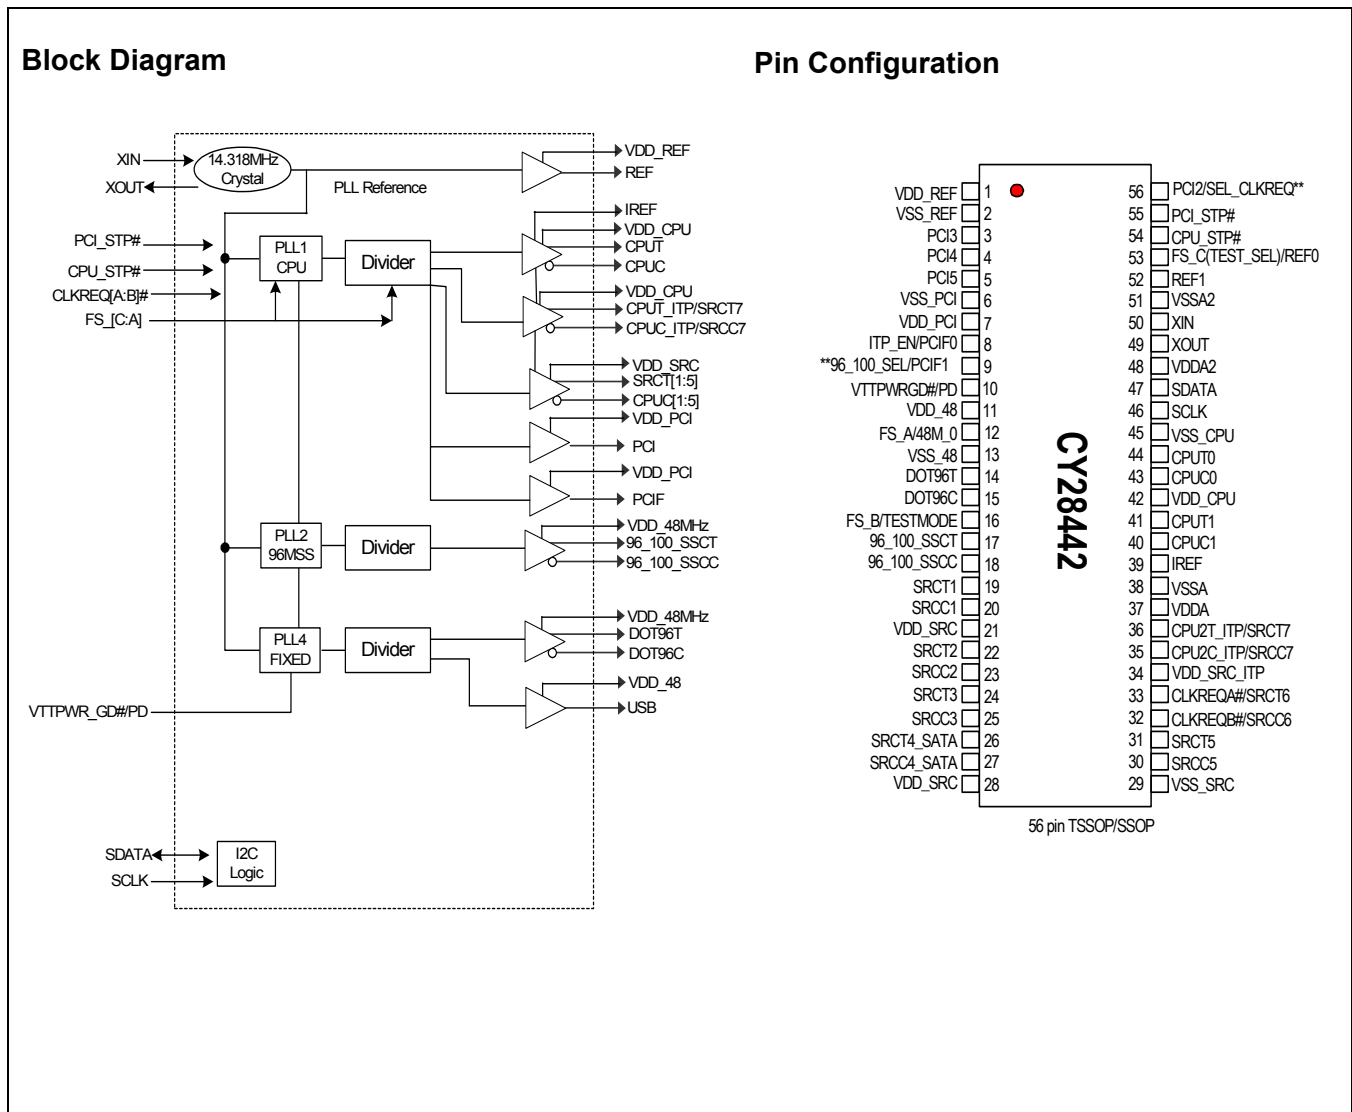 Block Diagram
Pin Configuration
XIN
XOUT
14.318MHz
Crystal
PLL Reference
VDD_REF
REF
PCI_STP#
CPU_STP#
CLKREQ[A:B]#
FS_[C:A]
PLL1
CPU
Divider
IREF
VDD_CPU
CPUT
CPUC
VDD_CPU
CPUT_ITP/SRCT7
CPUC_ITP/SRCC7
VDD_SRC
SRCT[1:5]
CPUC[1:5]
VDD_PCI
PCI
VDD_PCI
PCIF
PLL2
96MSS
Divider
VDD_48MHz
96_100_SSCT
96_100_SSCC
PLL4
FIXED
Divider
VDD_48MHz
DOT96T
DOT96C
VDD_48
USB
VTTPWR_GD#/PD
SDATA
SCLK
I2C
Logic
VDD_REF 1
VSS_REF 2
PCI3 3
PCI4 4
PCI5 5
VSS_PCI 6
VDD_PCI 7
ITP_EN/PCIF0 8
**96_100_SEL/PCIF1 9
VTTPWRGD#/PD 10
VDD_48 11
FS_A/48M_0 12
VSS_48 13
DOT96T 14
DOT96C 15
FS_B/TESTMODE 16
96_100_SSCT 17
96_100_SSCC 18
SRCT1 19
SRCC1 20
VDD_SRC 21
SRCT2 22
SRCC2 23
SRCT3 24
SRCC3 25
SRCT4_SATA 26
SRCC4_SATA 27
VDD_SRC 28
CY28442
56 PCI2/SEL_CLKREQ**
55 PCI_STP#
54 CPU_STP#
53 FS_C(TEST_SEL)/REF0
52 REF1
51 VSSA2
50 XIN
49 XOUT
48 VDDA2
47 SDATA
46 SCLK
45 VSS_CPU
44 CPUT0
43 CPUC0
42 VDD_CPU
41 CPUT1
40 CPUC1
39 IREF
38 VSSA
37 VDDA
36 CPU2T_ITP/SRCT7
35 CPU2C_ITP/SRCC7
34 VDD_SRC_ITP
33 CLKREQA#/SRCT6
32 CLKREQB#/SRCC6
31 SRCT5
30 SRCC5
29 VSS_SRC
56 pin TSSOP/SSOP